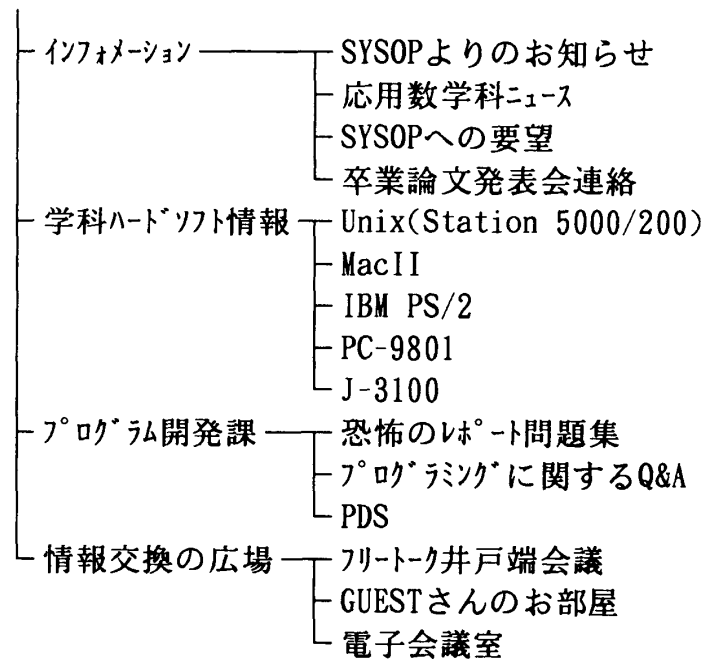 ｲﾝﾌｫﾒｰｼｮﾝ SYSOPよりのお知らせ
応用数学科ﾆｭｰｽ
SYSOPへの要望
卒業論文発表会連絡
学科ﾊｰﾄﾞｿﾌﾄ情報 Unix(Station 5000/200)
MacII
IBM PS/2
PC-9801
J-3100
ﾌﾟﾛｸﾞﾗﾑ開発課 恐怖のﾚﾎﾟｰﾄ問題集
ﾌﾟﾛｸﾞﾗﾐﾝｸﾞに関するQ&A
PDS
情報交換の広場 ﾌﾘｰﾄｰｸ井戸端会議
GUESTさんのお部屋
電子会議室